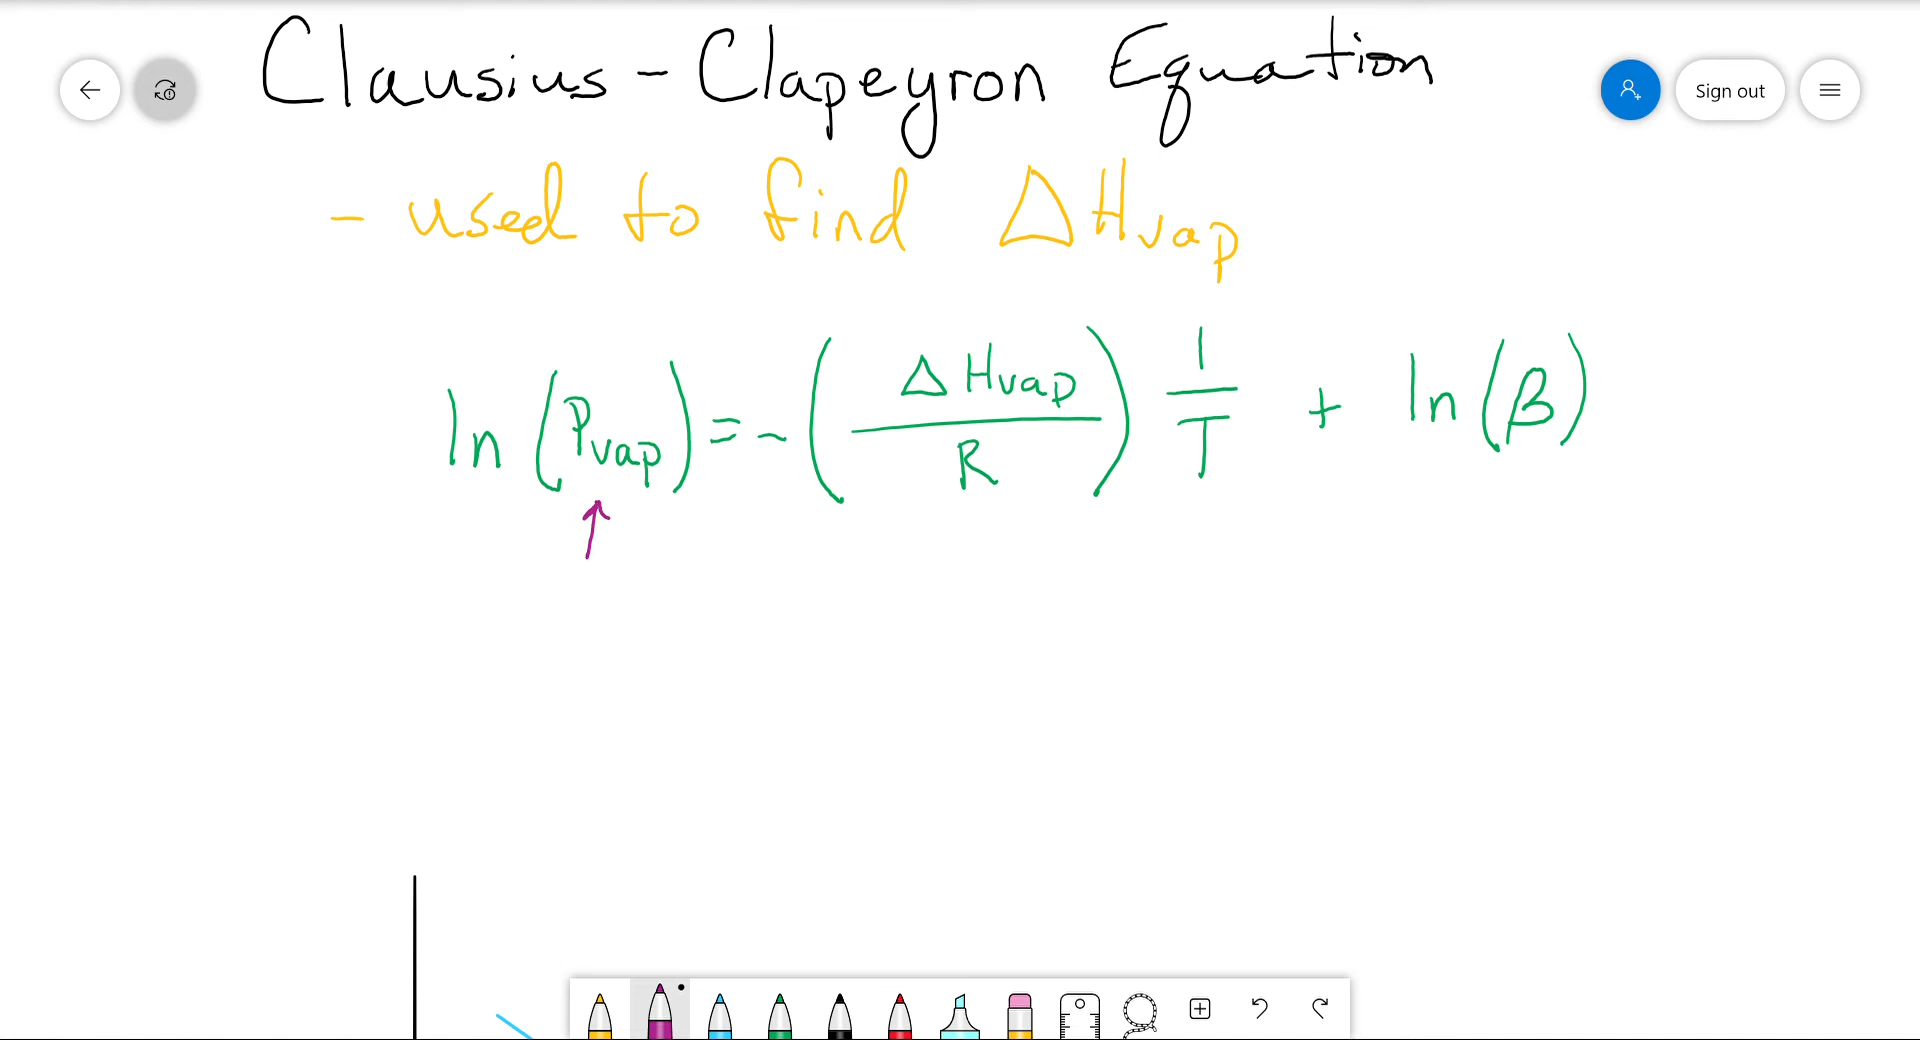 Clausius - Clapeyron Equation
Sign out
- used to find ΔHvap
ln (Pvap) = - (ΔHvap / R) 1/T + ln(β)